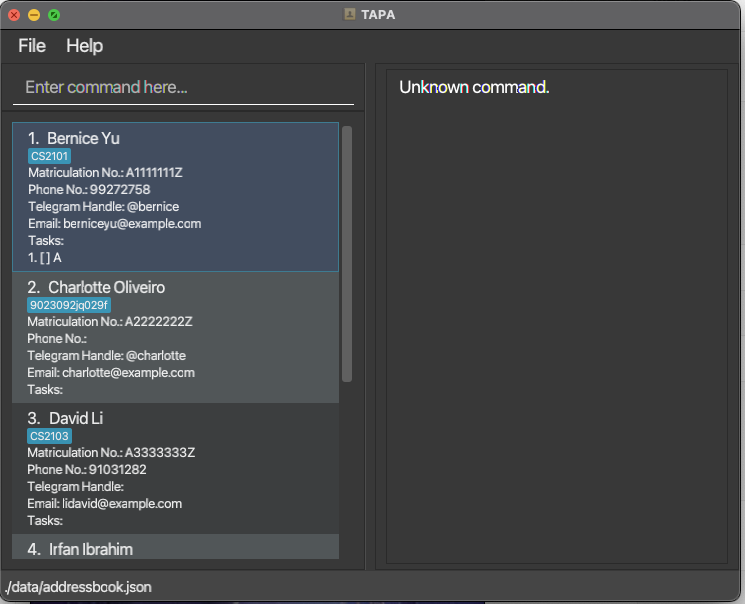 TAPA
File Help
Enter command here...
Unknown command.
1. Bernice Yu
CS2101
Matriculation No.: A1111111Z
Phone No.: 99272758
Telegram Handle: @bernice
Email: berniceyu@example.com
Tasks:
1. [ ] A
2. Charlotte Oliveiro
9023092jq029f
Matriculation No.: A2222222Z
Phone No.:
Telegram Handle: @charlotte
Email: charlotte@example.com
Tasks:
3. David Li
CS2103
Matriculation No.: A3333333Z
Phone No.: 91031282
Telegram Handle:
Email: lidavid@example.com
Tasks:
4. Irfan Ibrahim
./data/addressbook.json